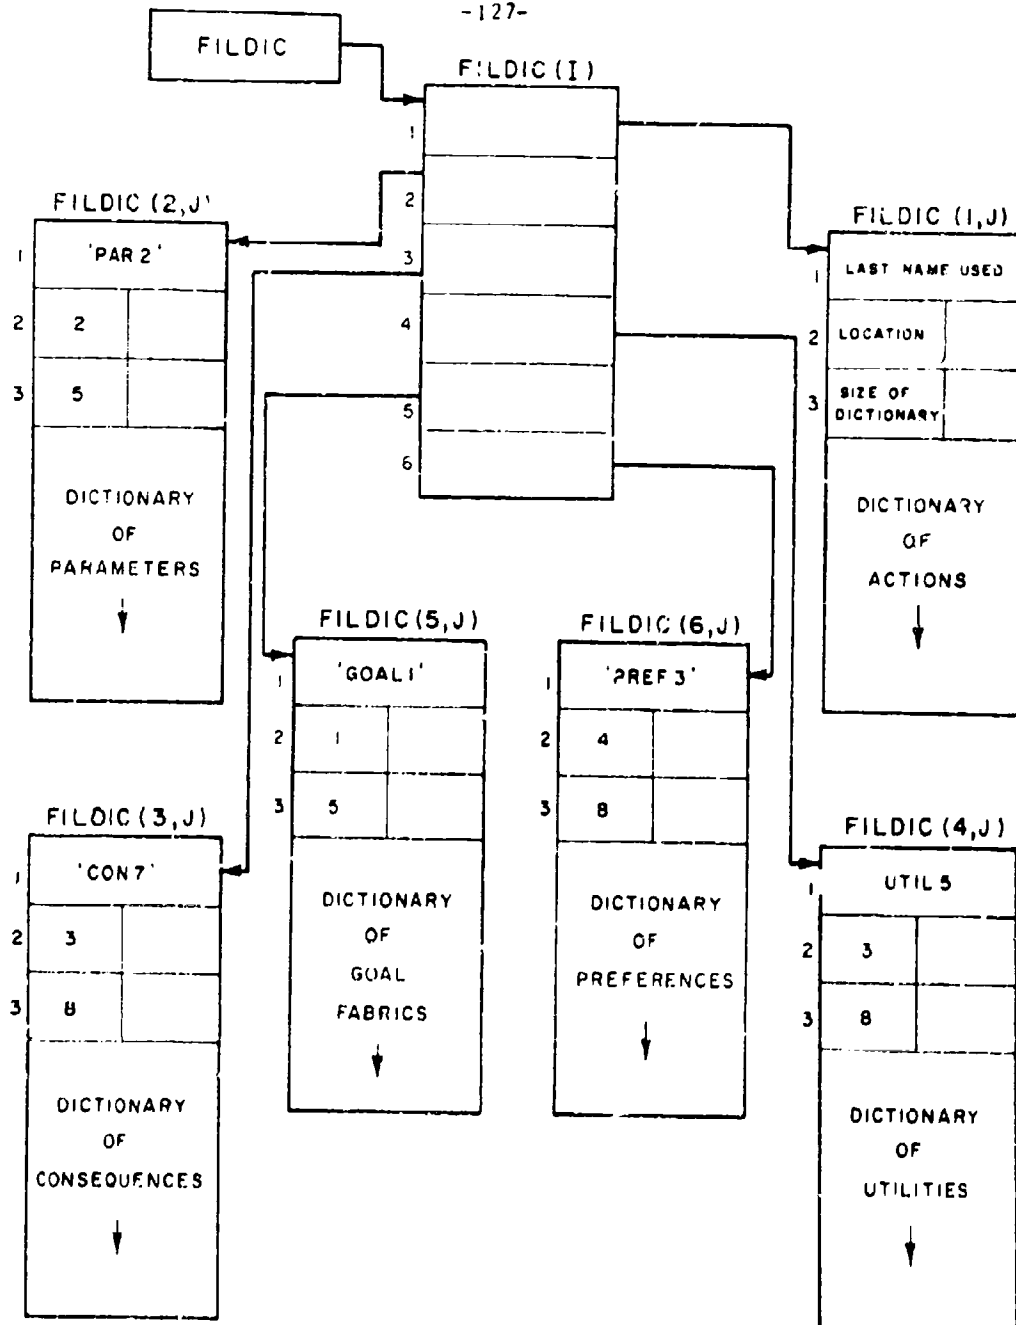 -127-
FILDIC
FILDIC (I)
1
2
3
4
5
6
FILDIC (2,J)
1 'PAR 2'
2 2
3 5
DICTIONARY
OF
PARAMETERS
FILDIC (1,J)
1 LAST NAME USED
2 LOCATION
3 SIZE OF
DICTIONARY
DICTIONARY
OF
ACTIONS
FILDIC (5,J)
1 'GOAL 1'
2 1
3 5
DICTIONARY
OF
GOAL
FABRICS
FILDIC (6,J)
1 'PREF 3'
2 4
3 8
DICTIONARY
OF
PREFERENCES
FILDIC (3,J)
1 'CON 7'
2 3
3 8
DICTIONARY
OF
CONSEQUENCES
FILDIC (4,J)
1 UTIL 5
2 3
3 8
DICTIONARY
OF
UTILITIES